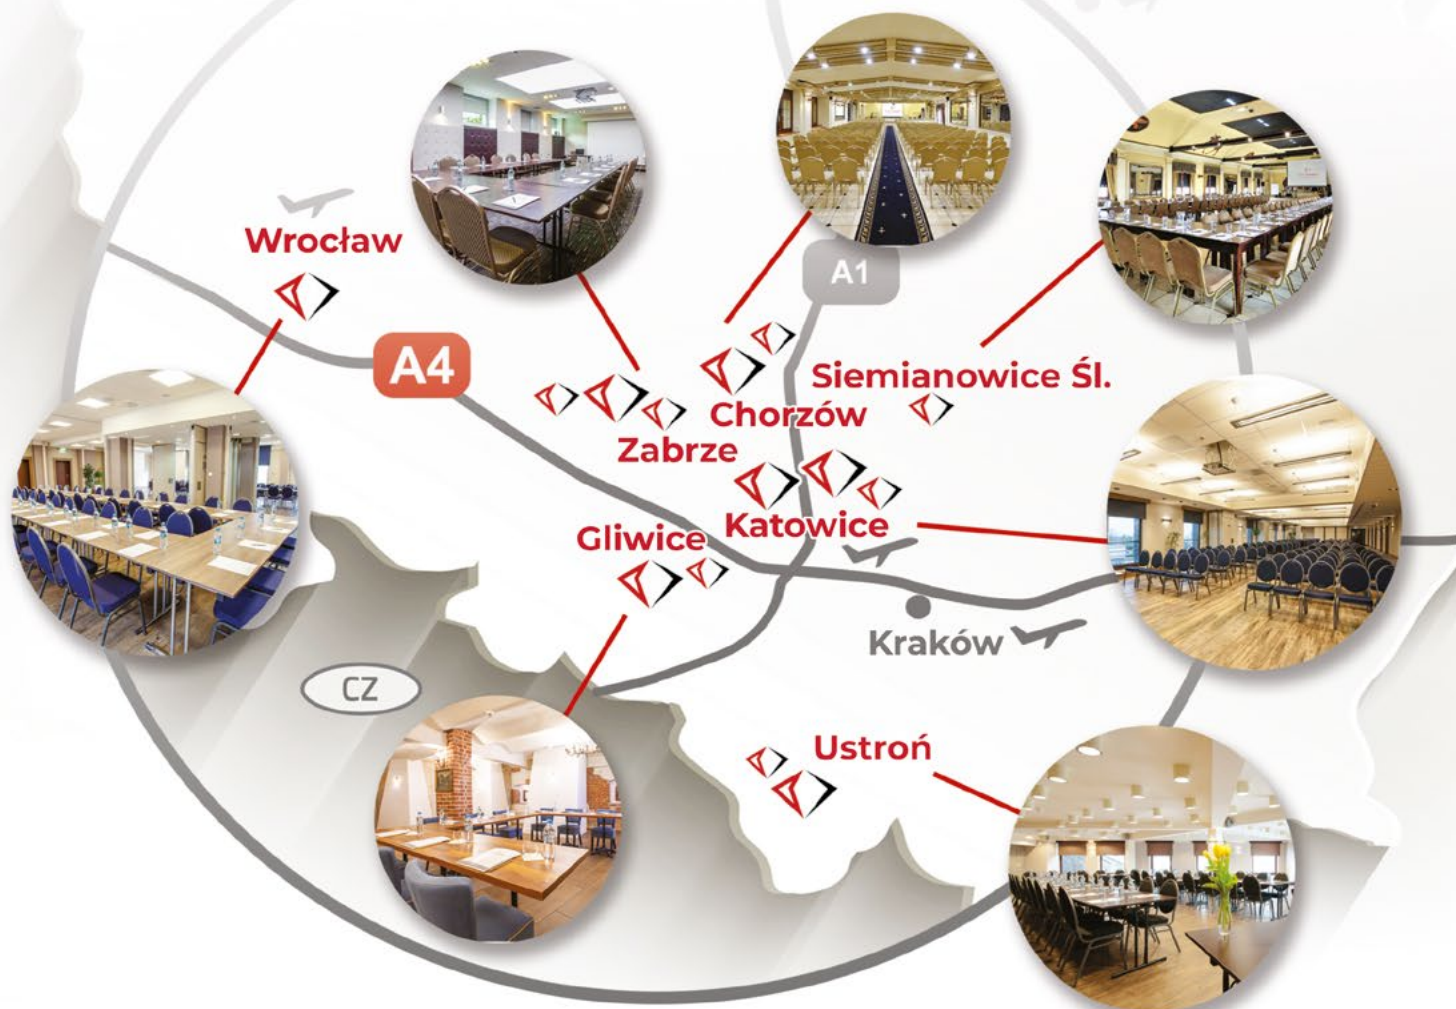 Wrocław
A1
A4
Siemianowice Śl.
Chorzów
Zabrze
Katowice
Gliwice
Kraków
CZ
Ustroń